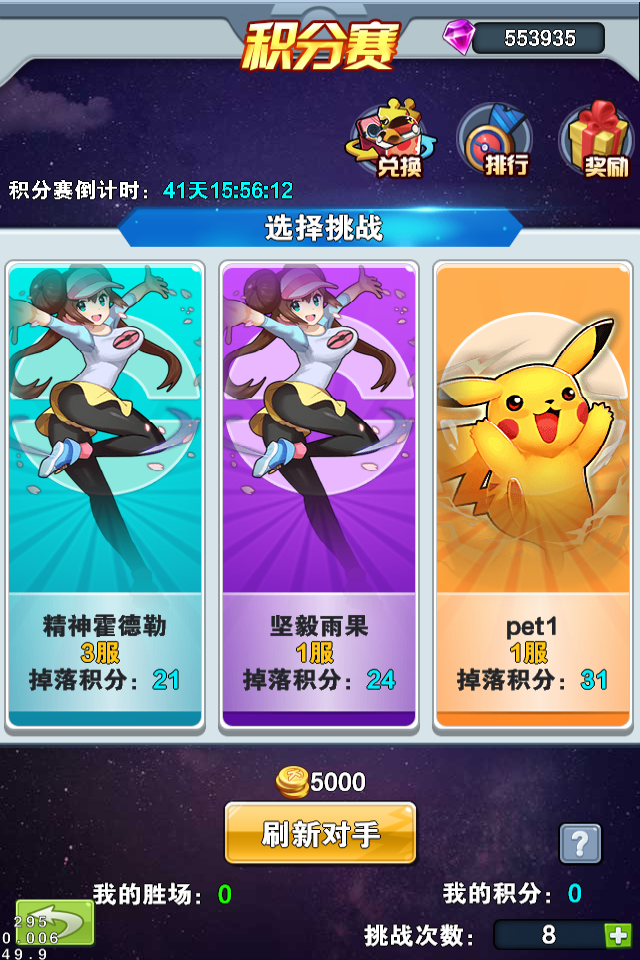 积分赛
553935
兑换
排行
奖励
积分赛倒计时：41天15:56:12
选择挑战
精神霍德勒
3服
掉落积分：21
坚毅雨果
1服
掉落积分：24
pet1
1服
掉落积分：31
5000
刷新对手
?
我的胜场：0
我的积分：0
挑战次数：8
295
0.006
49.9